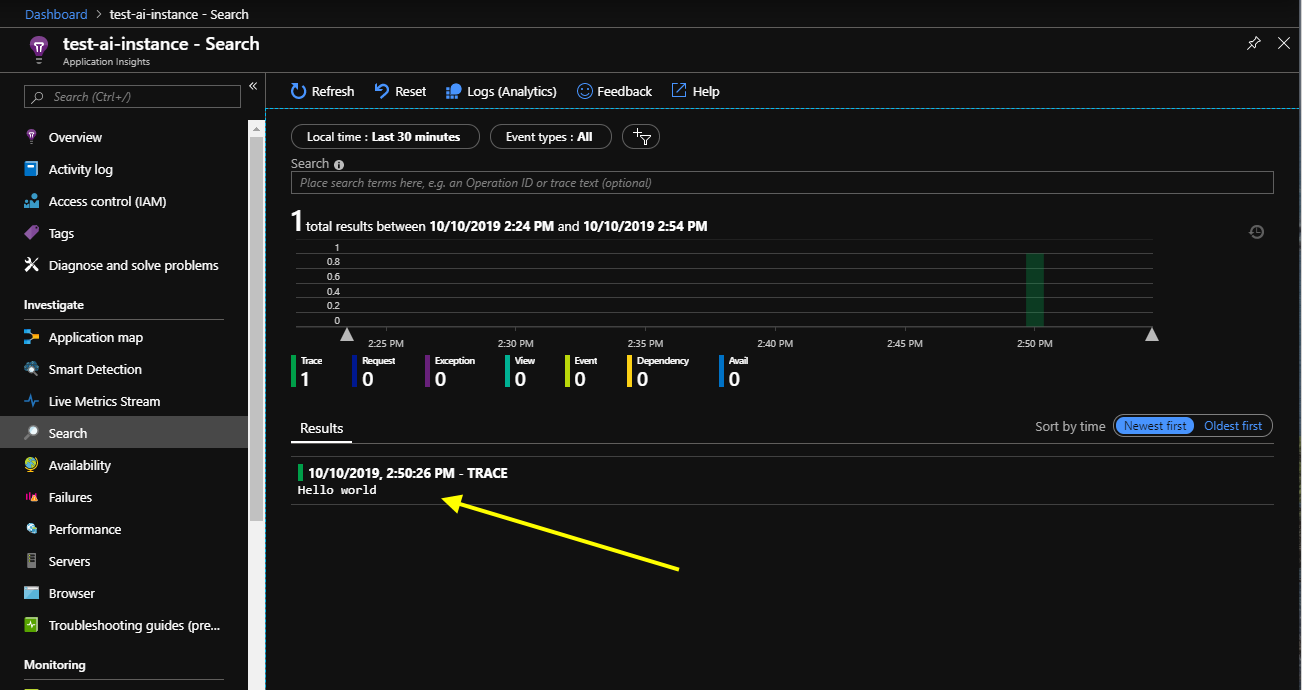 Dashboard > test-ai-instance - Search
test-ai-instance - Search
Application Insights
Search (Ctrl+/)
«
Overview
Activity log
Access control (IAM)
Tags
Diagnose and solve problems
Investigate
Application map
Smart Detection
Live Metrics Stream
Search
Availability
Failures
Performance
Servers
Browser
Troubleshooting guides (pre...
Monitoring
Refresh Reset Logs (Analytics) Feedback Help
Local time : Last 30 minutes Event types : All
Search
Place search terms here, e.g. an Operation ID or trace text (optional)
1 total results between 10/10/2019 2:24 PM and 10/10/2019 2:54 PM
1
0.8
0.6
0.4
0.2
0
2:25 PM 2:30 PM 2:35 PM 2:40 PM 2:45 PM 2:50 PM
Trace Request Exception View Event Dependency Avail
1 0 0 0 0 0 0
Results Sort by time Newest first Oldest first
10/10/2019, 2:50:26 PM - TRACE
Hello world